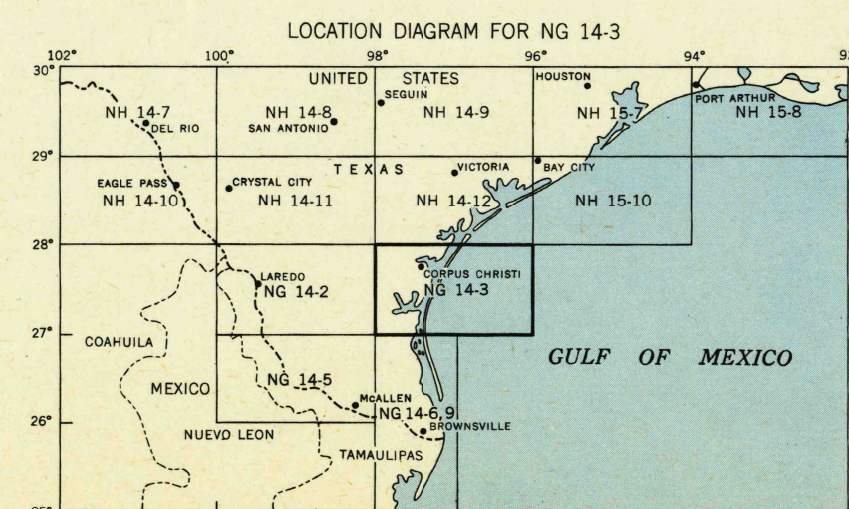 LOCATION DIAGRAM FOR NG 14-3
102° 100° 98° 96° 94°
30°
UNITED STATES
HOUSTON
SEGUIN
PORT ARTHUR
NH 14-7 NH 14-8 NH 14-9 NH 15-7 NH 15-8
DEL RIO SAN ANTONIO
29°
TEXAS
VICTORIA BAY CITY
EAGLE PASS CRYSTAL CITY
NH 14-10 NH 14-11 NH 14-12 NH 15-10
28°
LAREDO CORPUS CHRISTI
NG 14-2 NG 14-3
27°
COAHUILA
GULF OF MEXICO
MEXICO NG 14-5
McALLEN
NG 14-6,9
26°
NUEVO LEON BROWNSVILLE
TAMAULIPAS